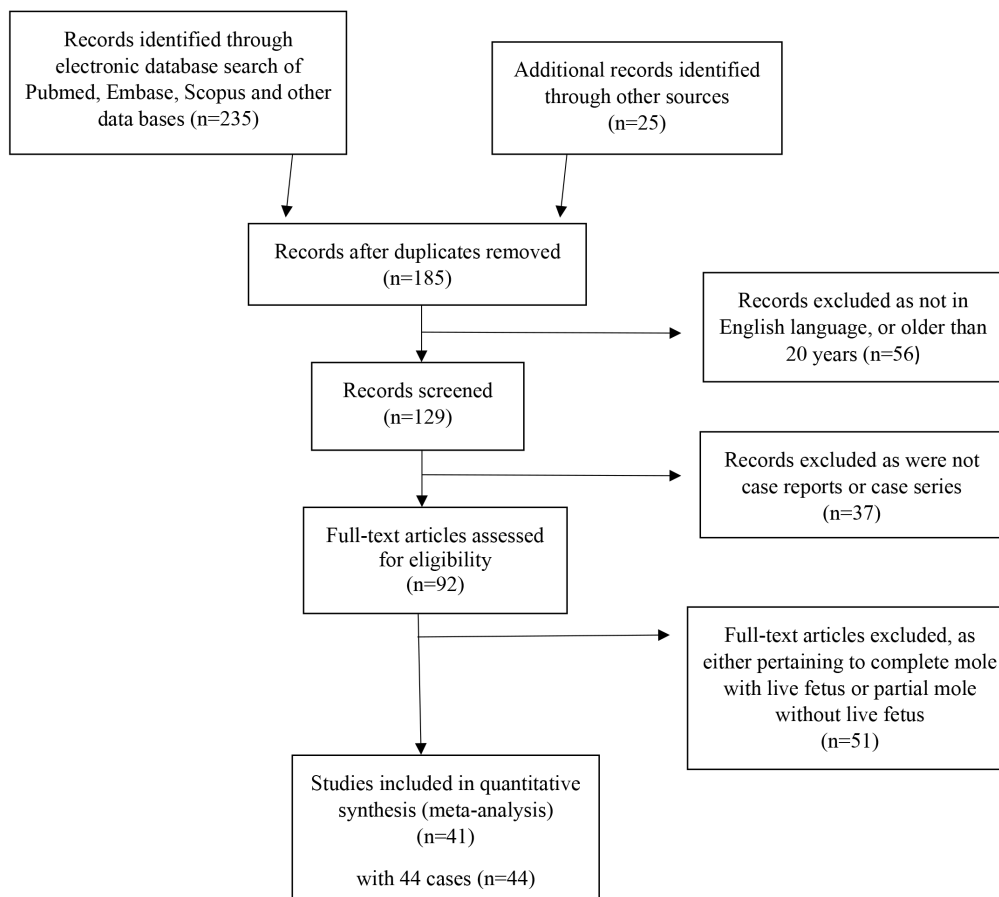 Records identified through
electronic database search of
Pubmed, Embase, Scopus and other
data bases (n=235)
Additional records identified
through other sources
(n=25)
Records after duplicates removed
(n=185)
Records excluded as not in
English language, or older than
20 years (n=56)
Records screened
(n=129)
Records excluded as were not
case reports or case series
(n=37)
Full-text articles assessed
for eligibility
(n=92)
Full-text articles excluded, as
either pertaining to complete mole
with live fetus or partial mole
without live fetus
(n=51)
Studies included in quantitative
synthesis (meta-analysis)
(n=41)
with 44 cases (n=44)